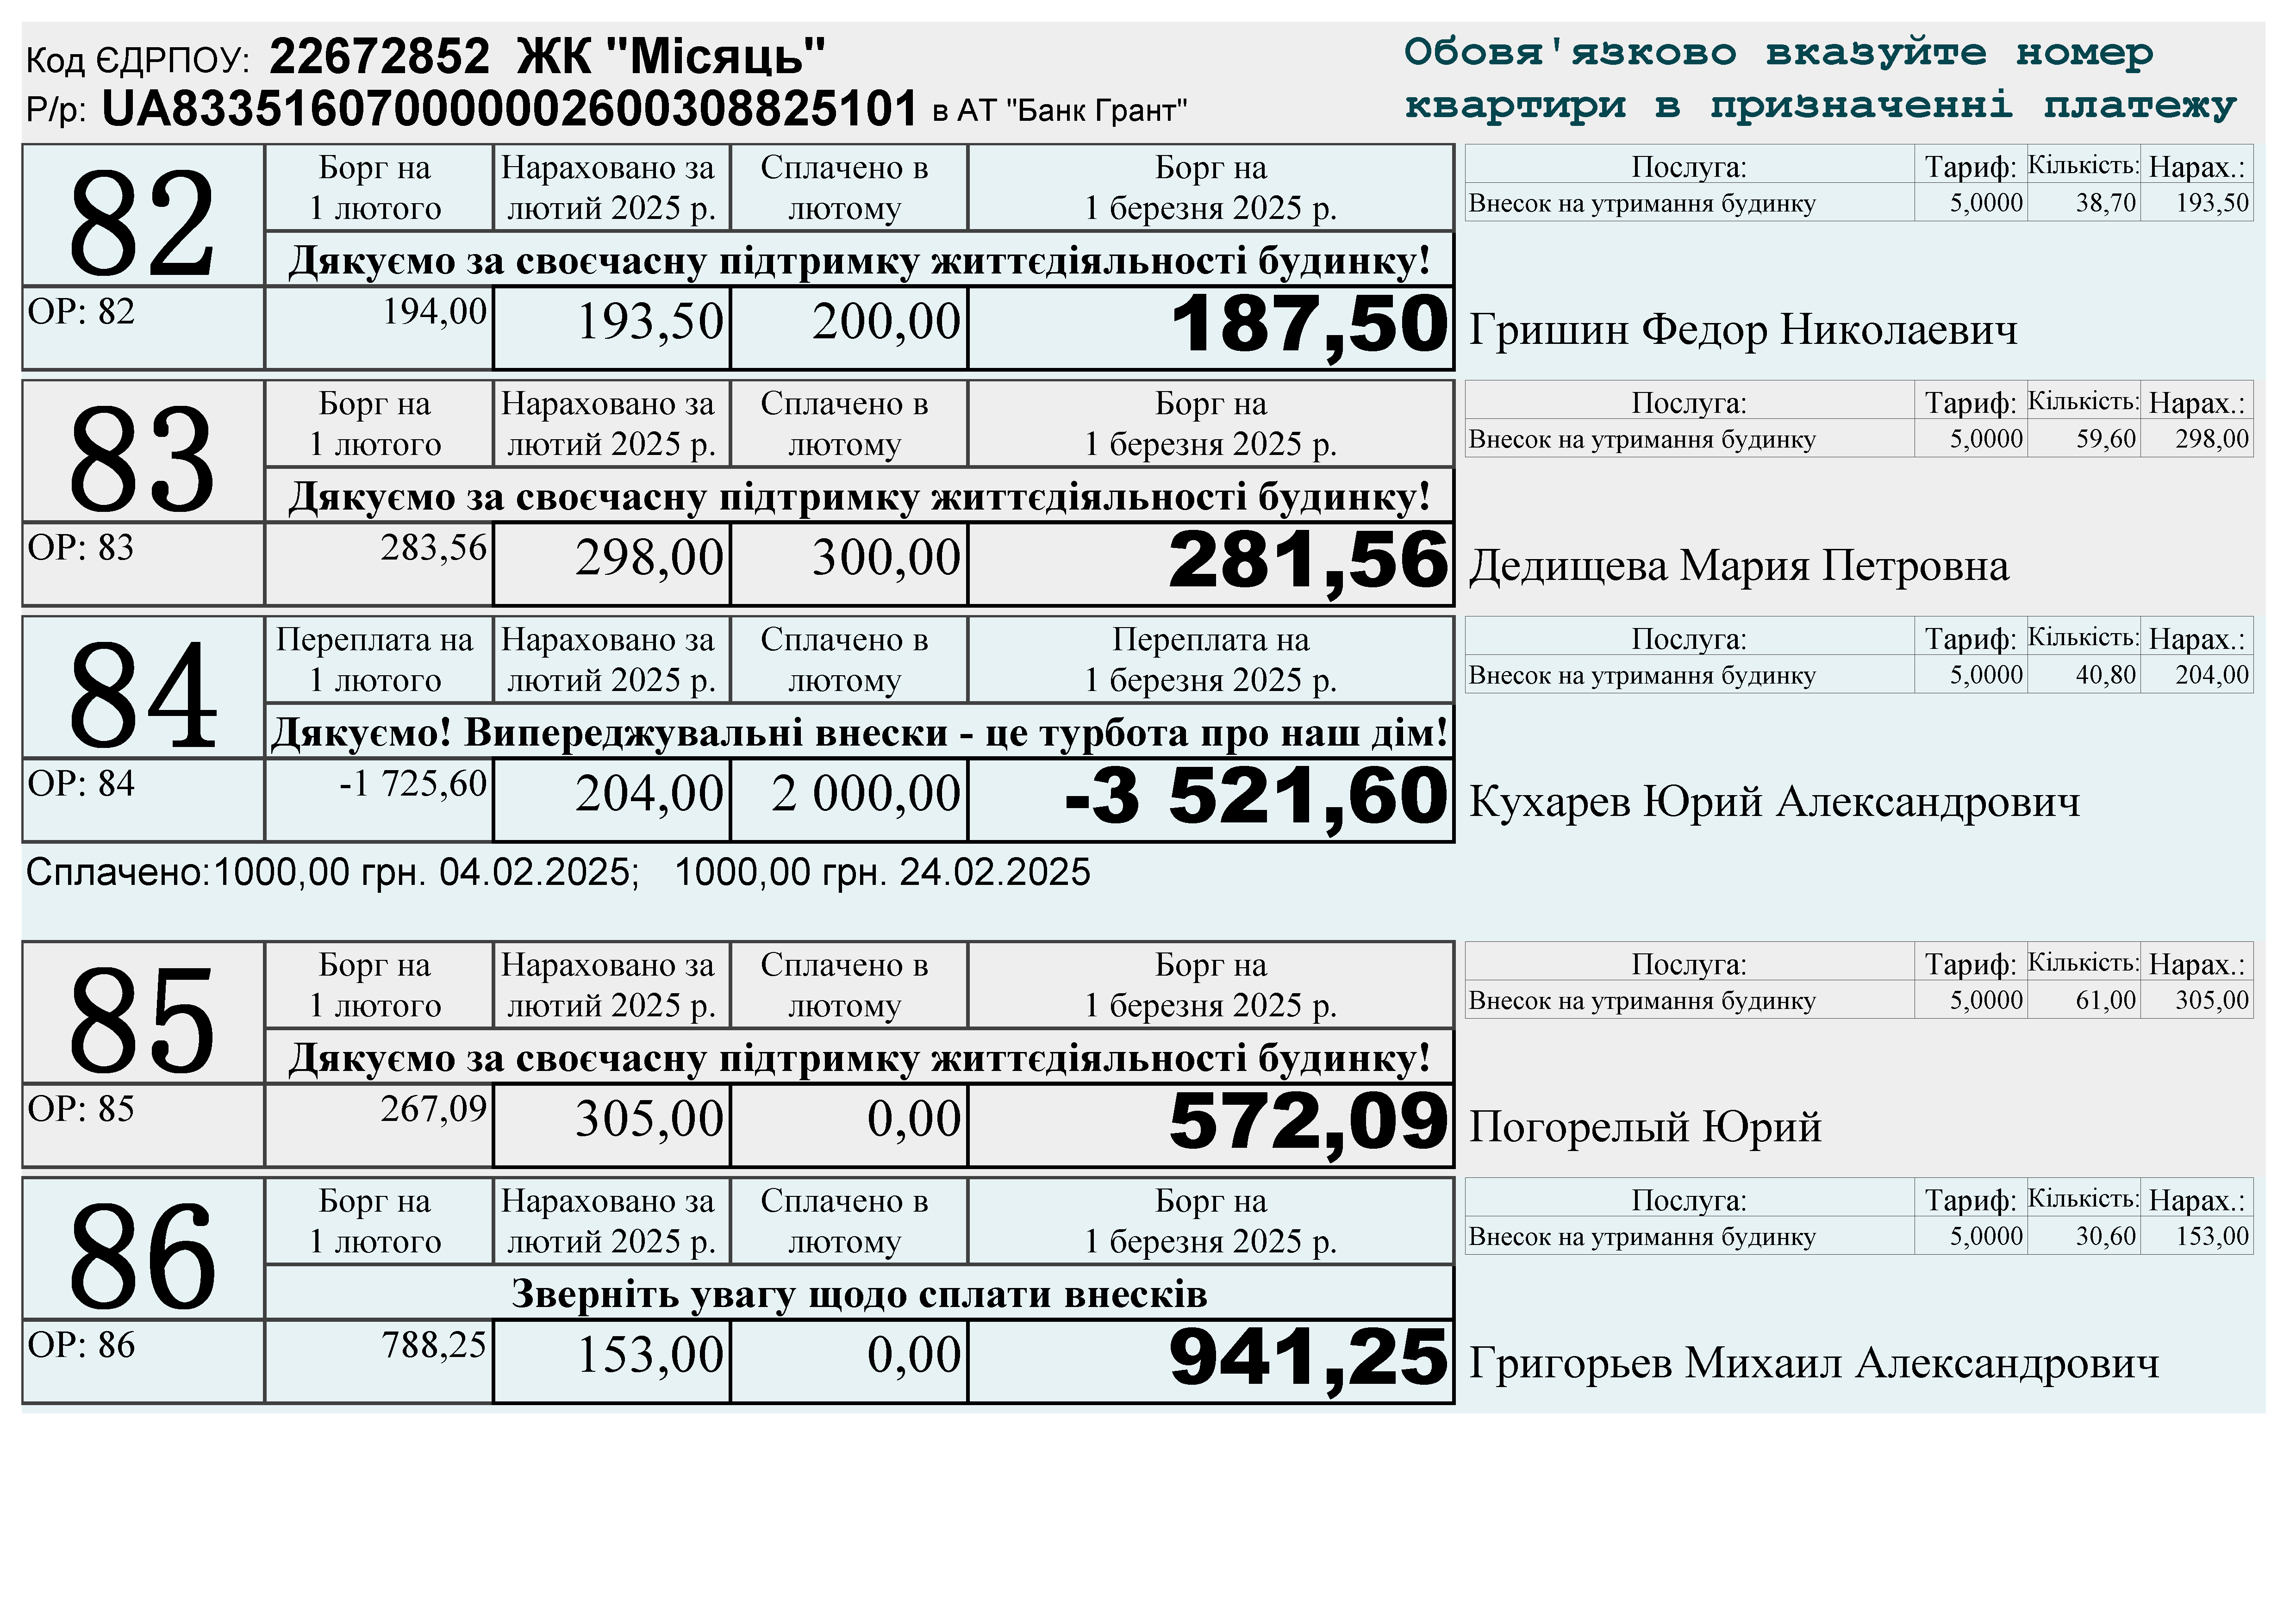 Код ЄДРПОУ: 22672852 ЖК "Місяць"
Р/р: UA833516070000002600308825101 в АТ "Банк Грант"
Обовя'язково вказуйте номер
квартири в призначенні платежу
82
Борг на
1 лютого
Нараховано за
лютий 2025 р.
Сплачено в
лютому
Борг на
1 березня 2025 р.
Дякуємо за своєчасну підтримку життєдіяльності будинку!
ОР: 82 194,00 193,50 200,00 187,50
Послуга: Тариф: Кількість: Нарах.:
Внесок на утримання будинку 5,0000 38,70 193,50
Гришин Федор Николаевич
83
Борг на
1 лютого
Нараховано за
лютий 2025 р.
Сплачено в
лютому
Борг на
1 березня 2025 р.
Дякуємо за своєчасну підтримку життєдіяльності будинку!
ОР: 83 283,56 298,00 300,00 281,56
Послуга: Тариф: Кількість: Нарах.:
Внесок на утримання будинку 5,0000 59,60 298,00
Дедищева Мария Петровна
84
Переплата на
1 лютого
Нараховано за
лютий 2025 р.
Сплачено в
лютому
Переплата на
1 березня 2025 р.
Дякуємо! Випереджувальні внески - це турбота про наш дім!
ОР: 84 -1 725,60 204,00 2 000,00 -3 521,60
Послуга: Тариф: Кількість: Нарах.:
Внесок на утримання будинку 5,0000 40,80 204,00
Кухарев Юрий Александрович
Сплачено:1000,00 грн. 04.02.2025; 1000,00 грн. 24.02.2025
85
Борг на
1 лютого
Нараховано за
лютий 2025 р.
Сплачено в
лютому
Борг на
1 березня 2025 р.
Дякуємо за своєчасну підтримку життєдіяльності будинку!
ОР: 85 267,09 305,00 0,00 572,09
Послуга: Тариф: Кількість: Нарах.:
Внесок на утримання будинку 5,0000 61,00 305,00
Погорелый Юрий
86
Борг на
1 лютого
Нараховано за
лютий 2025 р.
Сплачено в
лютому
Борг на
1 березня 2025 р.
Зверніть увагу щодо сплати внесків
ОР: 86 788,25 153,00 0,00 941,25
Послуга: Тариф: Кількість: Нарах.:
Внесок на утримання будинку 5,0000 30,60 153,00
Григорьев Михаил Александрович